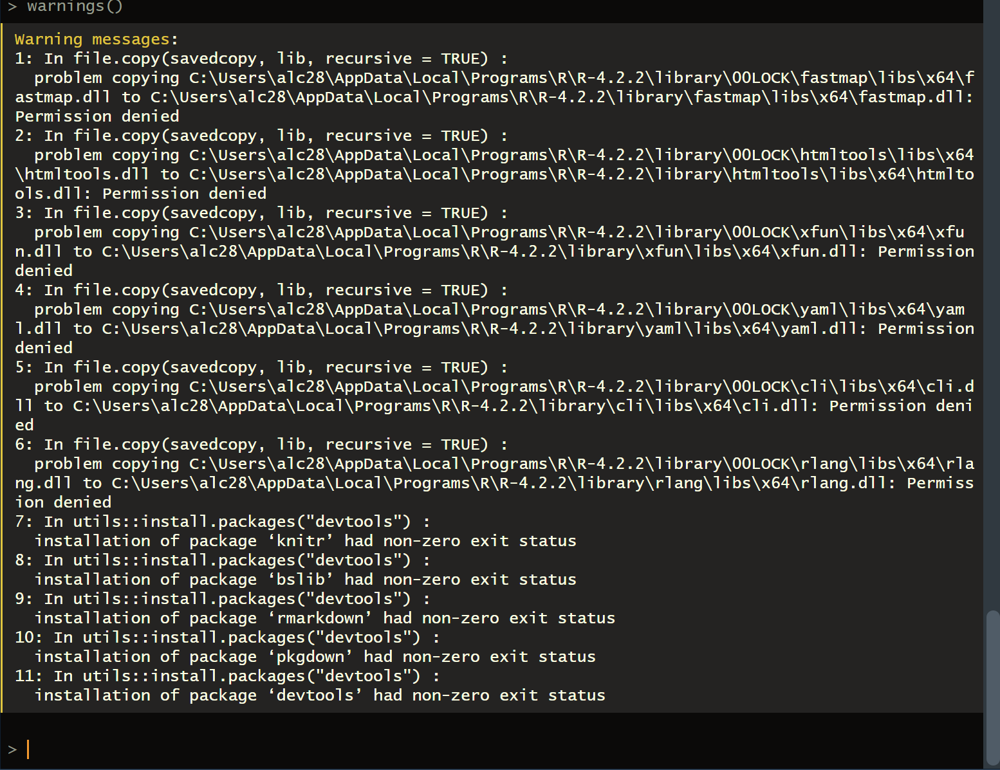 > warnings()
Warning messages:
1: In file.copy(savedcopy, lib, recursive = TRUE) :
  problem copying C:\Users\alc28\AppData\Local\Programs\R\R-4.2.2\library\00LOCK\fastmap\libs\x64\f
astmap.dll to C:\Users\alc28\AppData\Local\Programs\R\R-4.2.2\library\fastmap\libs\x64\fastmap.dll:
Permission denied
2: In file.copy(savedcopy, lib, recursive = TRUE) :
  problem copying C:\Users\alc28\AppData\Local\Programs\R\R-4.2.2\library\00LOCK\htmltools\libs\x64
\htmltools.dll to C:\Users\alc28\AppData\Local\Programs\R\R-4.2.2\library\htmltools\libs\x64\htmlto
ols.dll: Permission denied
3: In file.copy(savedcopy, lib, recursive = TRUE) :
  problem copying C:\Users\alc28\AppData\Local\Programs\R\R-4.2.2\library\00LOCK\xfun\libs\x64\xfu
n.dll to C:\Users\alc28\AppData\Local\Programs\R\R-4.2.2\library\xfun\libs\x64\xfun.dll: Permission
denied
4: In file.copy(savedcopy, lib, recursive = TRUE) :
  problem copying C:\Users\alc28\AppData\Local\Programs\R\R-4.2.2\library\00LOCK\yaml\libs\x64\yam
l.dll to C:\Users\alc28\AppData\Local\Programs\R\R-4.2.2\library\yaml\libs\x64\yaml.dll: Permission
denied
5: In file.copy(savedcopy, lib, recursive = TRUE) :
  problem copying C:\Users\alc28\AppData\Local\Programs\R\R-4.2.2\library\00LOCK\cli\libs\x64\cli.d
ll to C:\Users\alc28\AppData\Local\Programs\R\R-4.2.2\library\cli\libs\x64\cli.dll: Permission deni
ed
6: In file.copy(savedcopy, lib, recursive = TRUE) :
  problem copying C:\Users\alc28\AppData\Local\Programs\R\R-4.2.2\library\00LOCK\rlang\libs\x64\rla
ng.dll to C:\Users\alc28\AppData\Local\Programs\R\R-4.2.2\library\rlang\libs\x64\rlang.dll: Permiss
ion denied
7: In utils::install.packages("devtools") :
  installation of package ‘knitr’ had non-zero exit status
8: In utils::install.packages("devtools") :
  installation of package ‘bslib’ had non-zero exit status
9: In utils::install.packages("devtools") :
  installation of package ‘rmarkdown’ had non-zero exit status
10: In utils::install.packages("devtools") :
  installation of package ‘pkgdown’ had non-zero exit status
11: In utils::install.packages("devtools") :
  installation of package ‘devtools’ had non-zero exit status
>